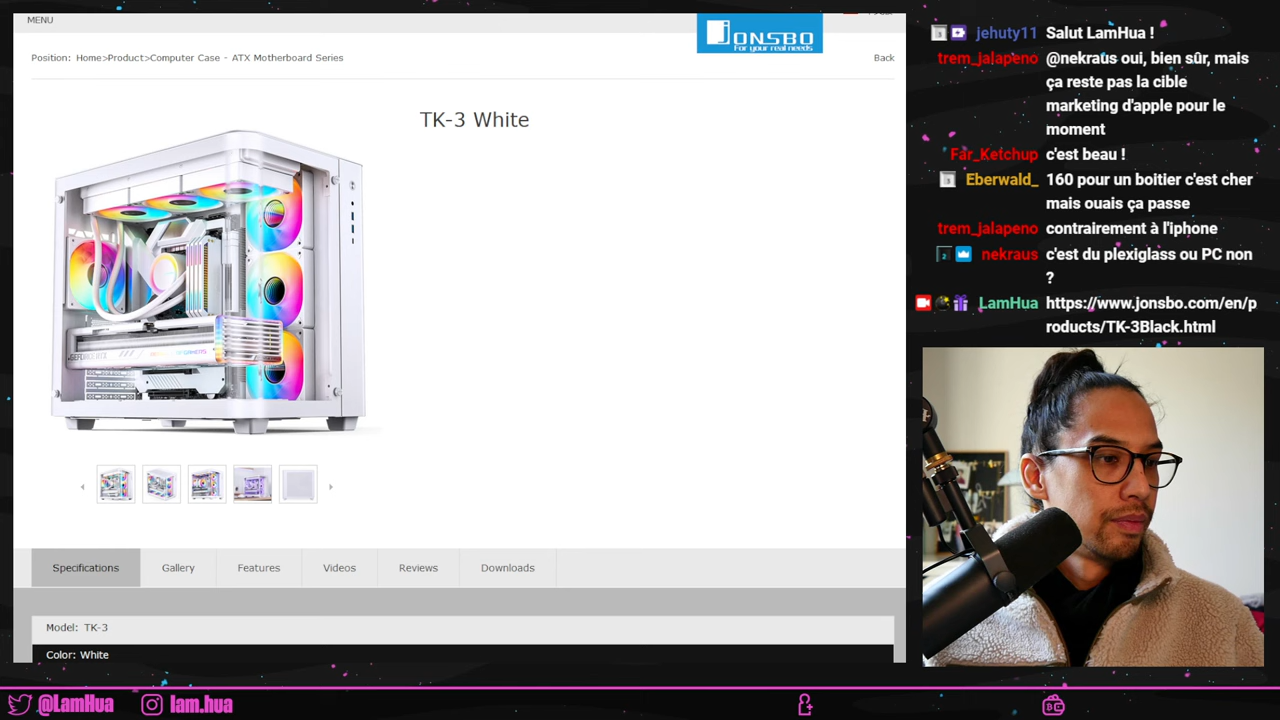 MENU
JONSBO
For your real needs
Position: Home>Product>Computer Case - ATX Motherboard Series
Back
TK-3 White
GEFORCE RTX
Specifications
Gallery
Features
Videos
Reviews
Downloads
Model: TK-3
Color: White
jehuty11 Salut LamHua !
trem_jalapeno @nekraus oui, bien sûr, mais
ça reste pas la cible
marketing d'apple pour le
moment
Far_Ketchup c'est beau !
Eberwald_ 160 pour un boitier c'est cher
mais ouais ça passe
trem_jalapeno contrairement à l'iphone
nekraus c'est du plexiglass ou PC non
?
LamHua https://www.jonsbo.com/en/p
roducts/TK-3Black.html
@LamHua
lam.hua